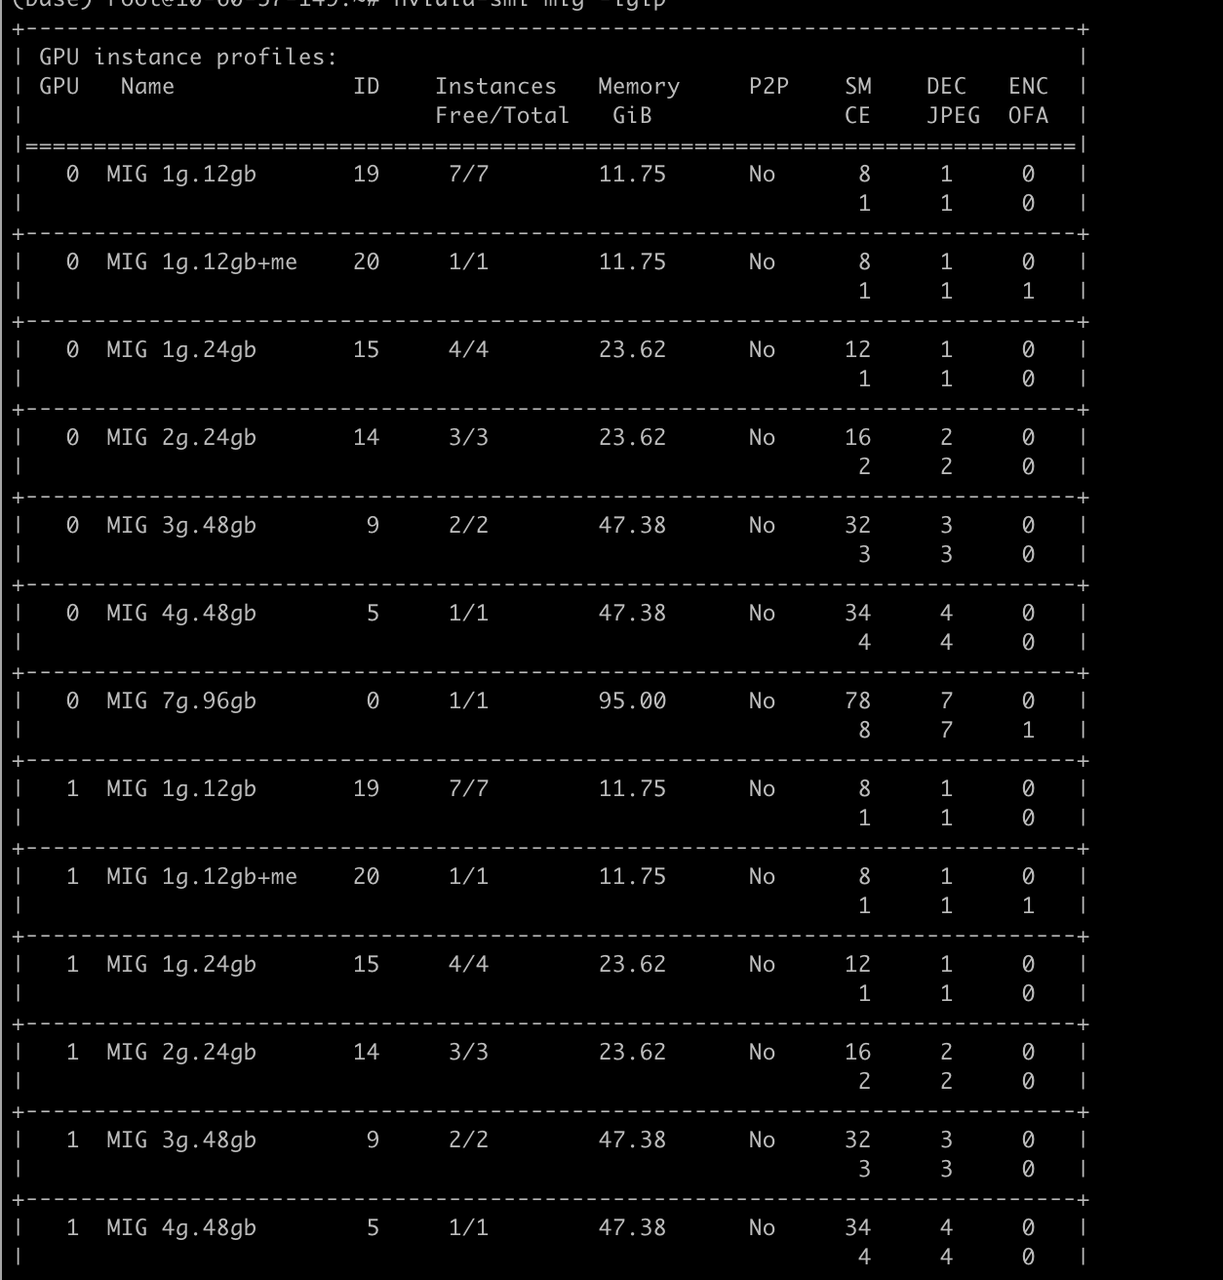 (base) root@10-60-57-149:~# nvidia-smi mig -lgip
+-----------------------------------------------------------------------------+
| GPU instance profiles:                                                      |
| GPU   Name             ID    Instances   Memory     P2P    SM    DEC   ENC  |
|                              Free/Total   GiB              CE    JPEG  OFA  |
|=============================================================================|
|   0  MIG 1g.12gb       19     7/7        11.75      No      8     1     0   |
|                                                             1     1     0   |
+-----------------------------------------------------------------------------+
|   0  MIG 1g.12gb+me    20     1/1        11.75      No      8     1     0   |
|                                                             1     1     1   |
+-----------------------------------------------------------------------------+
|   0  MIG 1g.24gb       15     4/4        23.62      No     12     1     0   |
|                                                             1     1     0   |
+-----------------------------------------------------------------------------+
|   0  MIG 2g.24gb       14     3/3        23.62      No     16     2     0   |
|                                                             2     2     0   |
+-----------------------------------------------------------------------------+
|   0  MIG 3g.48gb        9     2/2        47.38      No     32     3     0   |
|                                                             3     3     0   |
+-----------------------------------------------------------------------------+
|   0  MIG 4g.48gb        5     1/1        47.38      No     34     4     0   |
|                                                             4     4     0   |
+-----------------------------------------------------------------------------+
|   0  MIG 7g.96gb        0     1/1        95.00      No     78     7     0   |
|                                                             8     7     1   |
+-----------------------------------------------------------------------------+
|   1  MIG 1g.12gb       19     7/7        11.75      No      8     1     0   |
|                                                             1     1     0   |
+-----------------------------------------------------------------------------+
|   1  MIG 1g.12gb+me    20     1/1        11.75      No      8     1     0   |
|                                                             1     1     1   |
+-----------------------------------------------------------------------------+
|   1  MIG 1g.24gb       15     4/4        23.62      No     12     1     0   |
|                                                             1     1     0   |
+-----------------------------------------------------------------------------+
|   1  MIG 2g.24gb       14     3/3        23.62      No     16     2     0   |
|                                                             2     2     0   |
+-----------------------------------------------------------------------------+
|   1  MIG 3g.48gb        9     2/2        47.38      No     32     3     0   |
|                                                             3     3     0   |
+-----------------------------------------------------------------------------+
|   1  MIG 4g.48gb        5     1/1        47.38      No     34     4     0   |
|                                                             4     4     0   |